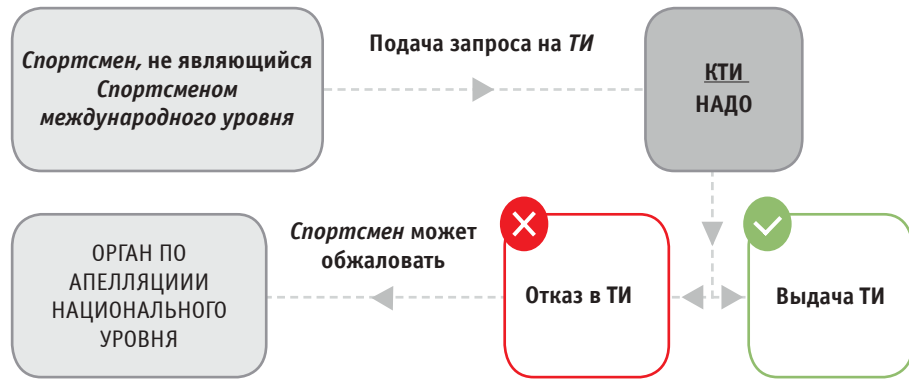 Подача запроса на ТИ
Спортсмен, не являющийся
Спортсменом
международного уровня
КТИ
НАДО
Спортсмен может
обжаловать
ОРГАН ПО
АПЕЛЛЯЦИИИ
НАЦИОНАЛЬНОГО
УРОВНЯ
Отказ в ТИ
Выдача ТИ